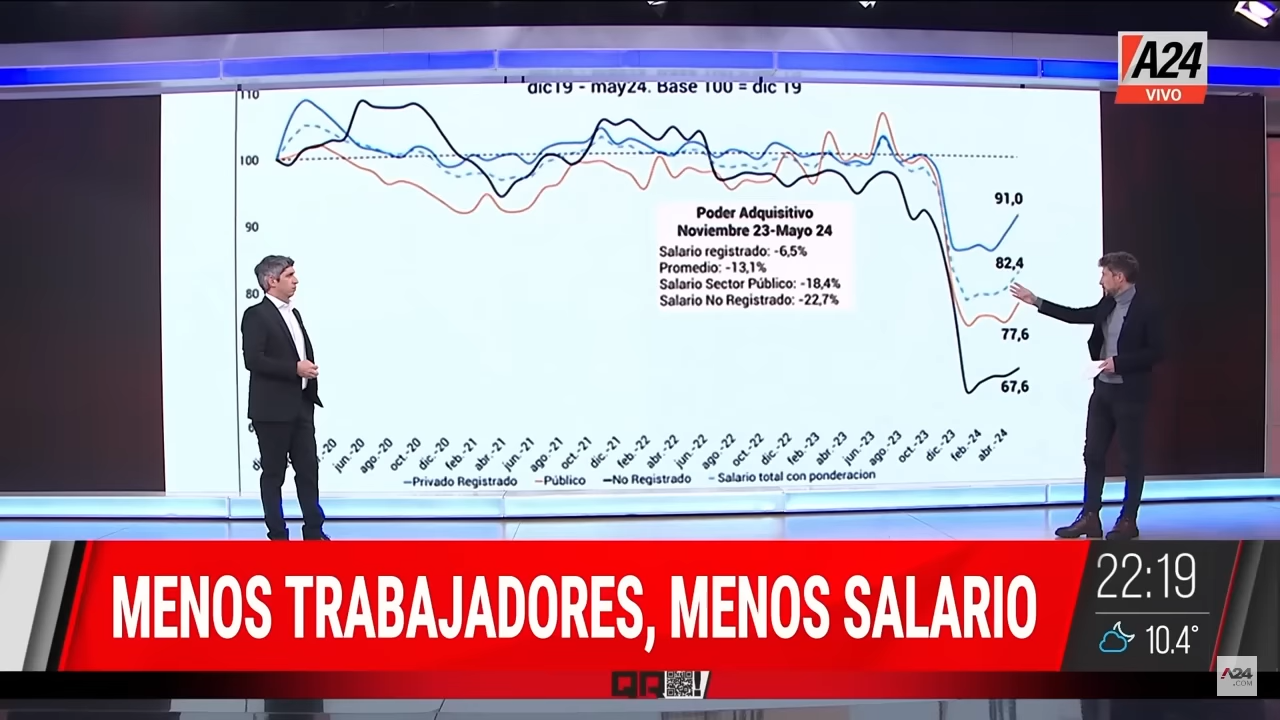 A24
VIVO
dic19 - may24. Base 100 = dic 19
110
100
90
80
91,0
82,4
77,6
67,6
Poder Adquisitivo
Noviembre 23-Mayo 24
Salario registrado: -6,5%
Promedio: -13,1%
Salario Sector Público: -18,4%
Salario No Registrado: -22,7%
jun.-20 ago.-20 oct.-20 dic.-20 feb.-21 abr.-21 jun.-21 ago.-21 oct.-21 dic.-21 feb.-22 abr.-22 jun.-22 ago.-22 oct.-22 dic.-22 feb.-23 abr.-23 jun.-23 ago.-23 oct.-23 dic.-23 feb.-24 abr.-24
Privado Registrado Público No Registrado Salario total con ponderacion
MENOS TRABAJADORES, MENOS SALARIO
22:19
10.4°
QR!
A24
.COM